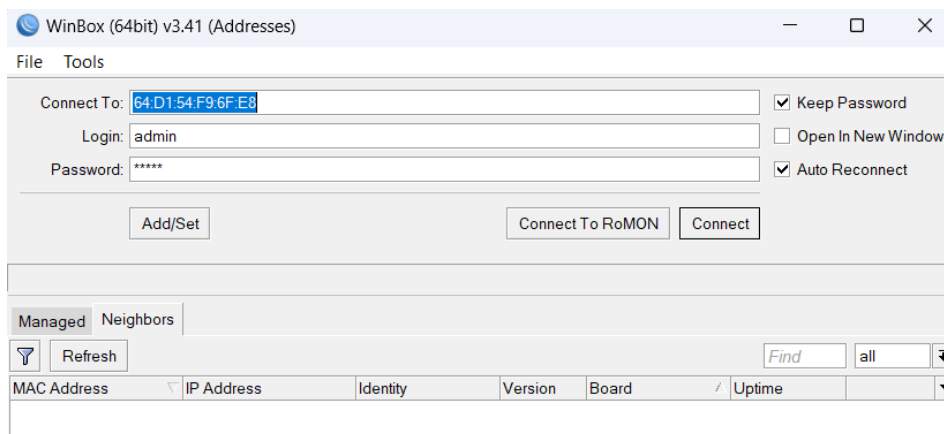 WinBox (64bit) v3.41 (Addresses)
File Tools
Connect To: 64:D1:54:F9:6F:E8 Keep Password
Login: admin Open In New Window
Password: ***** Auto Reconnect
Add/Set Connect To RoMON Connect
Managed Neighbors
Refresh Find all
MAC Address IP Address Identity Version Board Uptime